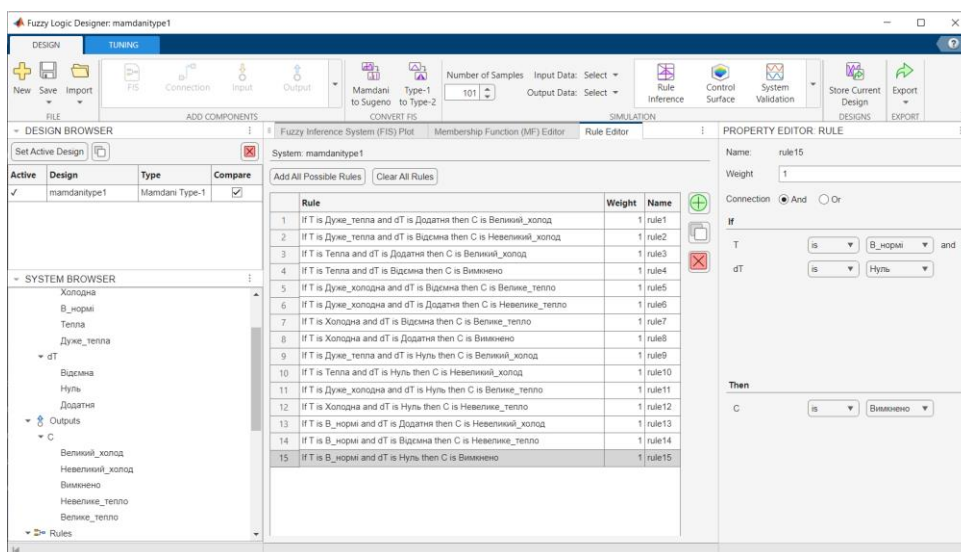 Fuzzy Logic Designer: mamdanitype1
DESIGN TUNING
New Save Import FIS Connection Input Output Mamdani to Sugeno Type-1 to Type-2 Number of Samples 101 Input Data: Select Output Data: Select Rule Inference Control Surface System Validation Store Current Design Export
FILE ADD COMPONENTS CONVERT FIS SIMULATION DESIGNS EXPORT
DESIGN BROWSER
Set Active Design
Active Design Type Compare
mamdanitype1 Mamdani Type-1
SYSTEM BROWSER
Холодна
В_нормі
Тепла
Дуже_тепла
dT
Відємна
Нуль
Додатня
Outputs
C
Великий_холод
Невеликий_холод
Вимкнено
Невелике_тепло
Велике_тепло
Rules
Fuzzy Inference System (FIS) Plot Membership Function (MF) Editor Rule Editor
System: mamdanitype1
Add All Possible Rules Clear All Rules
Rule Weight Name
1 If T is Дуже_тепла and dT is Додатня then C is Великий_холод 1 rule1
2 If T is Дуже_тепла and dT is Відємна then C is Невеликий_холод 1 rule2
3 If T is Тепла and dT is Додатня then C is Великий_холод 1 rule3
4 If T is Тепла and dT is Відємна then C is Вимкнено 1 rule4
5 If T is Дуже_холодна and dT is Відємна then C is Велике_тепло 1 rule5
6 If T is Дуже_холодна and dT is Додатня then C is Невелике_тепло 1 rule6
7 If T is Холодна and dT is Відємна then C is Велике_тепло 1 rule7
8 If T is Холодна and dT is Додатня then C is Вимкнено 1 rule8
9 If T is Дуже_тепла and dT is Нуль then C is Великий_холод 1 rule9
10 If T is Тепла and dT is Нуль then C is Невеликий_холод 1 rule10
11 If T is Дуже_холодна and dT is Нуль then C is Велике_тепло 1 rule11
12 If T is Холодна and dT is Нуль then C is Невелике_тепло 1 rule12
13 If T is В_нормі and dT is Додатня then C is Невеликий_холод 1 rule13
14 If T is В_нормі and dT is Відємна then C is Невелике_тепло 1 rule14
15 If T is В_нормі and dT is Нуль then C is Вимкнено 1 rule15
PROPERTY EDITOR: RULE
Name: rule15
Weight 1
Connection And Or
If
T is В_нормі and
dT is Нуль
Then
C is Вимкнено